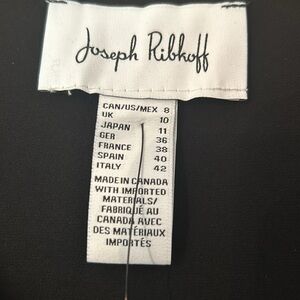 Joseph Ribkoff
CAN/US/MEX 8
UK 10
JAPAN 11
GER 36
FRANCE 38
SPAIN 40
ITALY 42
MADE IN CANADA
WITH IMPORTED
MATERIALS/
FABRIQUÉ AU
CANADA AVEC
DES MATÉRIAUX
IMPORTÉS